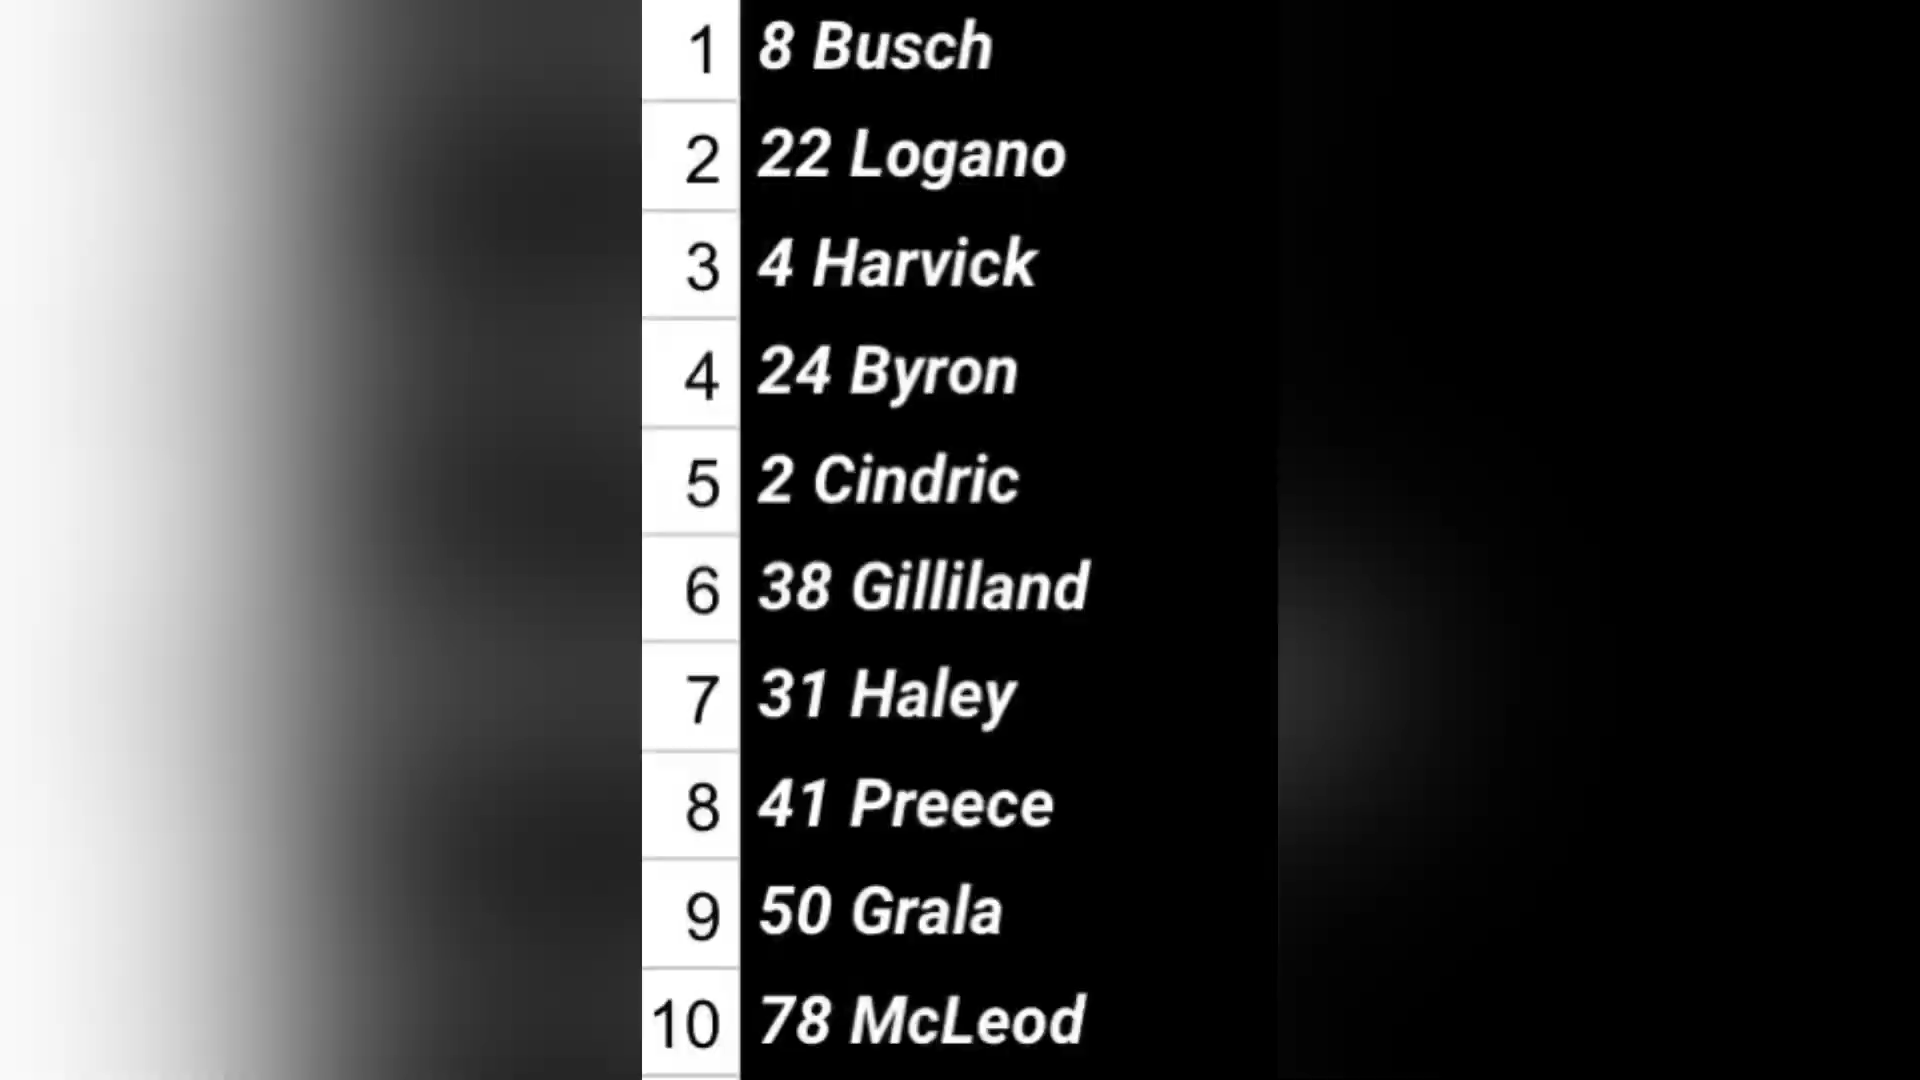 1 8 Busch
2 22 Logano
3 4 Harvick
4 24 Byron
5 2 Cindric
6 38 Gilliland
7 31 Haley
8 41 Preece
9 50 Grala
10 78 McLeod